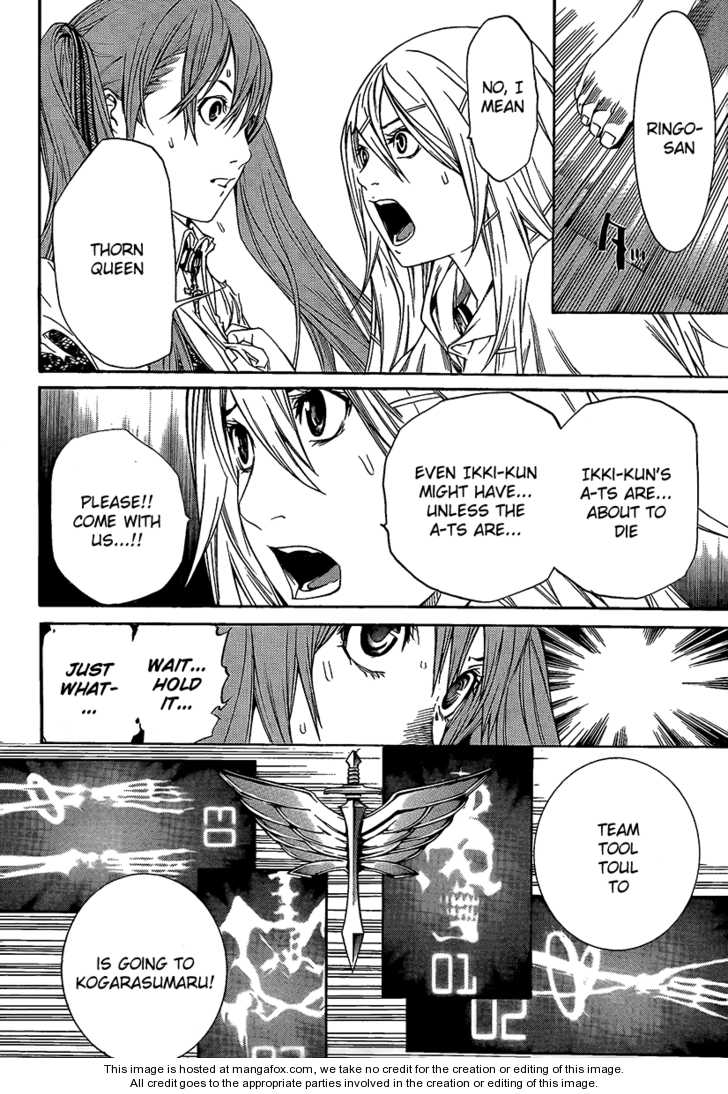 RINGO-
SAN
NO, I
MEAN
THORN
QUEEN
IKKI-KUN'S
A-TS ARE...
ABOUT TO
DIE
EVEN IKKI-KUN
MIGHT HAVE...
UNLESS THE
A-TS ARE...
PLEASE!!
COME WITH
US...!!
WAIT...
HOLD
IT...
JUST
WHAT-
...
TEAM
TOOL
TOUL
TO
IS GOING TO
KOGARASUMARU!
03
01
02
This image is hosted at mangafox.com, we take no credit for the creation or editing of this image.
All credit goes to the appropriate parties involved in the creation or editing of this image.